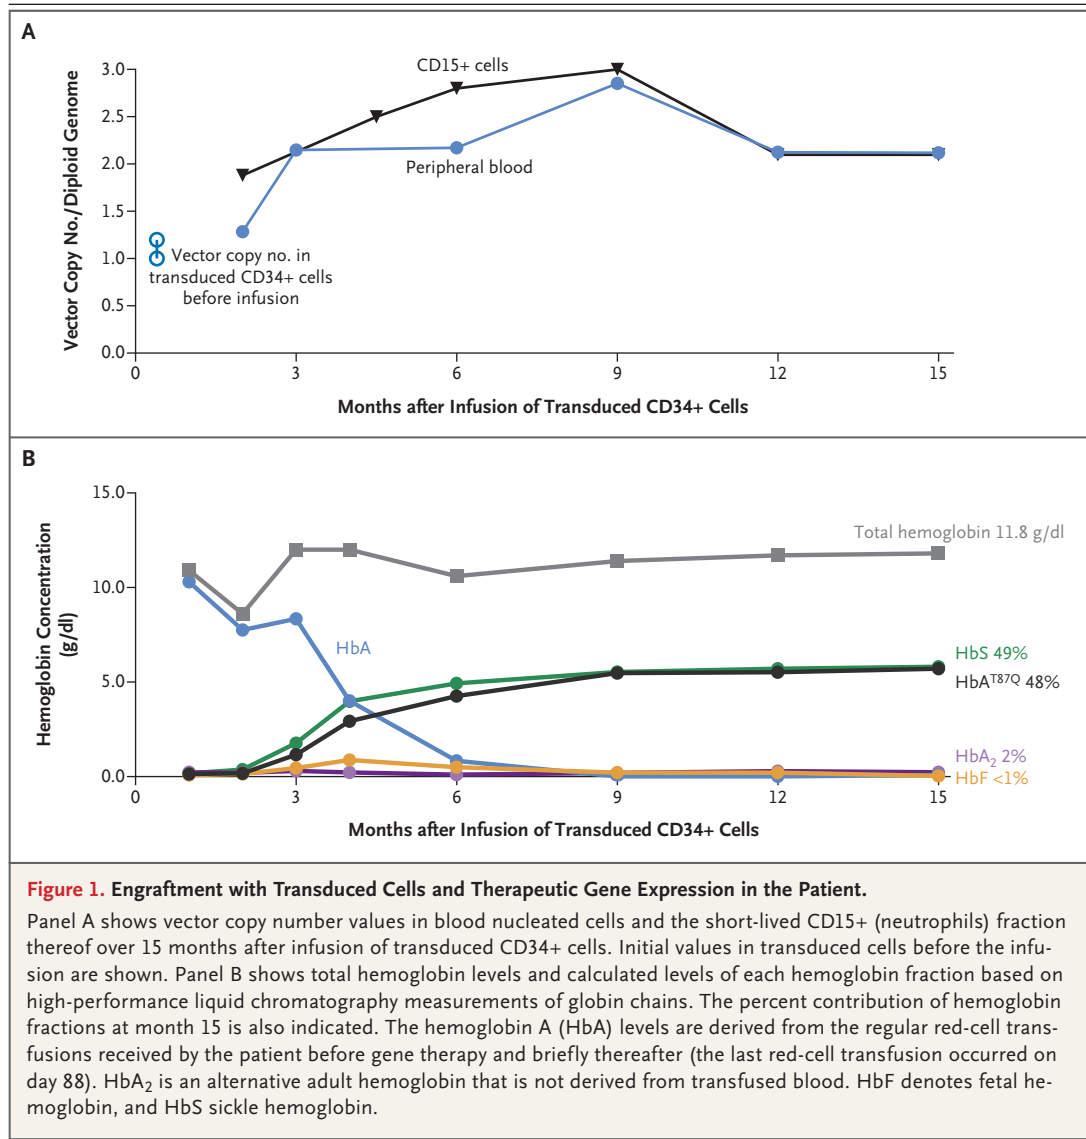 A
CD15+ cells
3.0
2.5
2.0
1.5
1.0
0.5
0.0
Vector Copy No./Diploid Genome
Peripheral blood
Vector copy no. in
transduced CD34+ cells
before infusion
0
3
6
9
12
15
Months after Infusion of Transduced CD34+ Cells
B
15.0
10.0
5.0
0.0
Hemoglobin Concentration
(g/dl)
Total hemoglobin 11.8 g/dl
HbA
HbS 49%
HbA^T87Q 48%
HbA₂ 2%
HbF <1%
0
3
6
9
12
15
Months after Infusion of Transduced CD34+ Cells
Figure 1. Engraftment with Transduced Cells and Therapeutic Gene Expression in the Patient.
Panel A shows vector copy number values in blood nucleated cells and the short-lived CD15+ (neutrophils) fraction
thereof over 15 months after infusion of transduced CD34+ cells. Initial values in transduced cells before the infu-
sion are shown. Panel B shows total hemoglobin levels and calculated levels of each hemoglobin fraction based on
high-performance liquid chromatography measurements of globin chains. The percent contribution of hemoglobin
fractions at month 15 is also indicated. The hemoglobin A (HbA) levels are derived from the regular red-cell trans-
fusions received by the patient before gene therapy and briefly thereafter (the last red-cell transfusion occurred on
day 88). HbA₂ is an alternative adult hemoglobin that is not derived from transfused blood. HbF denotes fetal he-
moglobin, and HbS sickle hemoglobin.